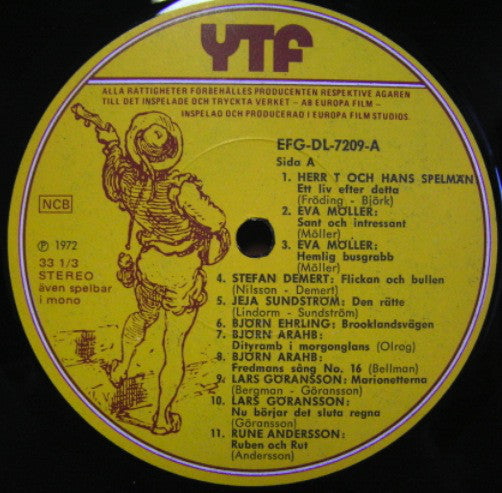 YTF
ALLA RÄTTIGHETER FÖRBEHÅLLES PRODUCENTEN RESPEKTIVE ÄGAREN
TILL DET INSPELADE OCH TRYCKTA VERKET – AB EUROPA FILM –
INSPELAD OCH PRODUCERAD I EUROPA FILM STUDIOS.
EFG-DL-7209-A
Sida A
1. HERR T OCH HANS SPELMÄN
Ett liv efter detta
(Fröding - Björk)
2. EVA MÖLLER:
Sant och intressant
(Möller)
3. EVA MÖLLER:
Hemlig busgrabb
(Möller)
4. STEFAN DEMERT: Flickan och bullen
(Nilsson - Demert)
5. JEJA SUNDSTRÖM: Den rätte
(Lindorm - Sundström)
6. BJÖRN EHRLING: Brooklandsvägen
7. BJÖRN ARAHB:
Dityramb i morgonglans (Olrog)
8. BJÖRN ARAHB:
Fredmans sång No. 16 (Bellman)
9. LARS GÖRANSSON: Marionetterna
(Bergman - Göransson)
10. LARS GÖRANSSON:
Nu börjar det sluta regna
(Göransson)
11. RUNE ANDERSSON:
Ruben och Rut
(Andersson)
NCB
℗ 1972
33 1/3
STEREO
även spelbar
i mono